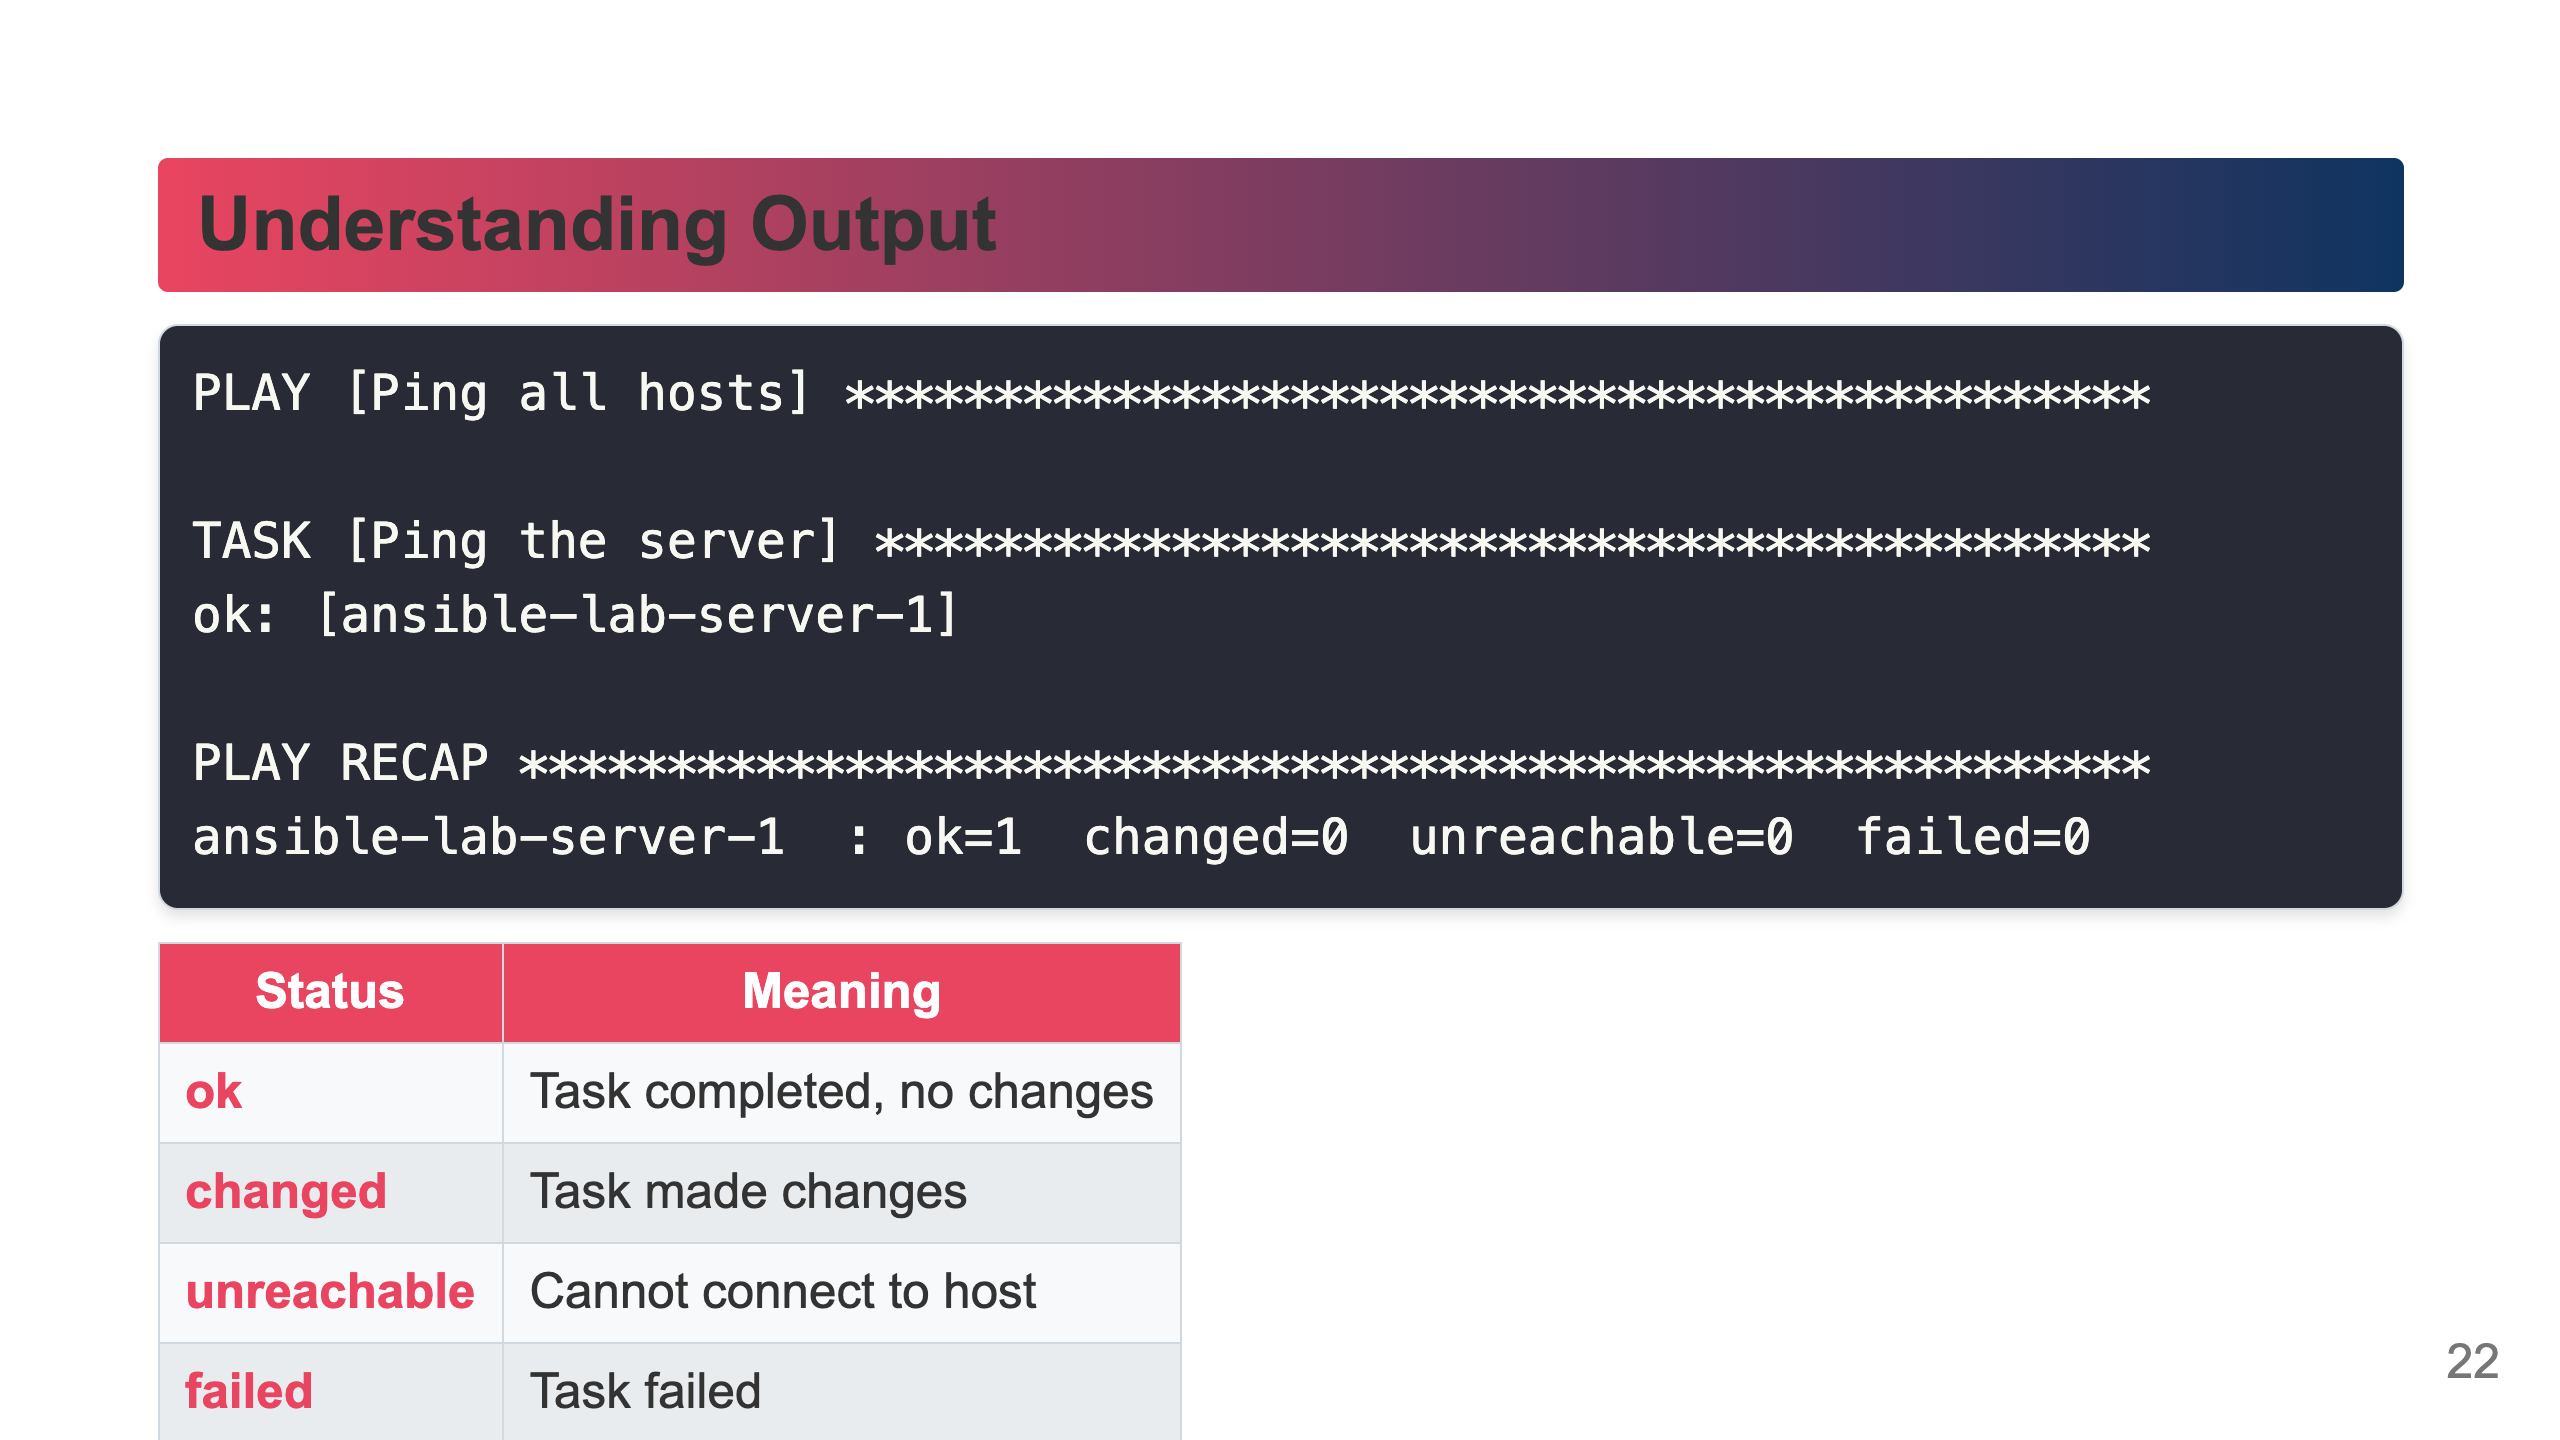 Understanding Output
PLAY [Ping all hosts] ********************************************
TASK [Ping the server] *******************************************
ok: [ansible-lab-server-1]
PLAY RECAP *******************************************************
ansible-lab-server-1  : ok=1  changed=0  unreachable=0  failed=0
Status Meaning
ok Task completed, no changes
changed Task made changes
unreachable Cannot connect to host
failed Task failed
22